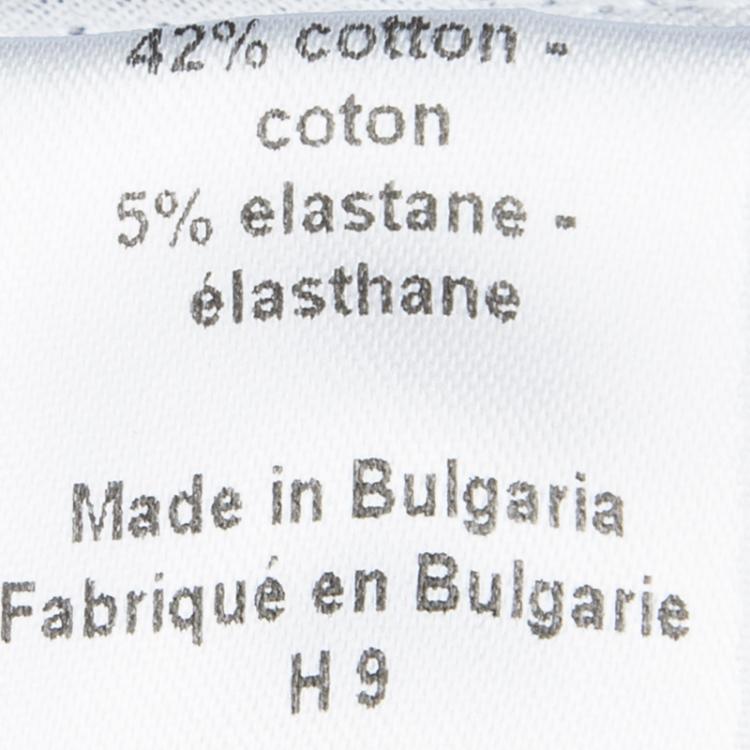 42% cotton -
coton
5% elastane -
élasthane
Made in Bulgaria
Fabriqué en Bulgarie
H 9